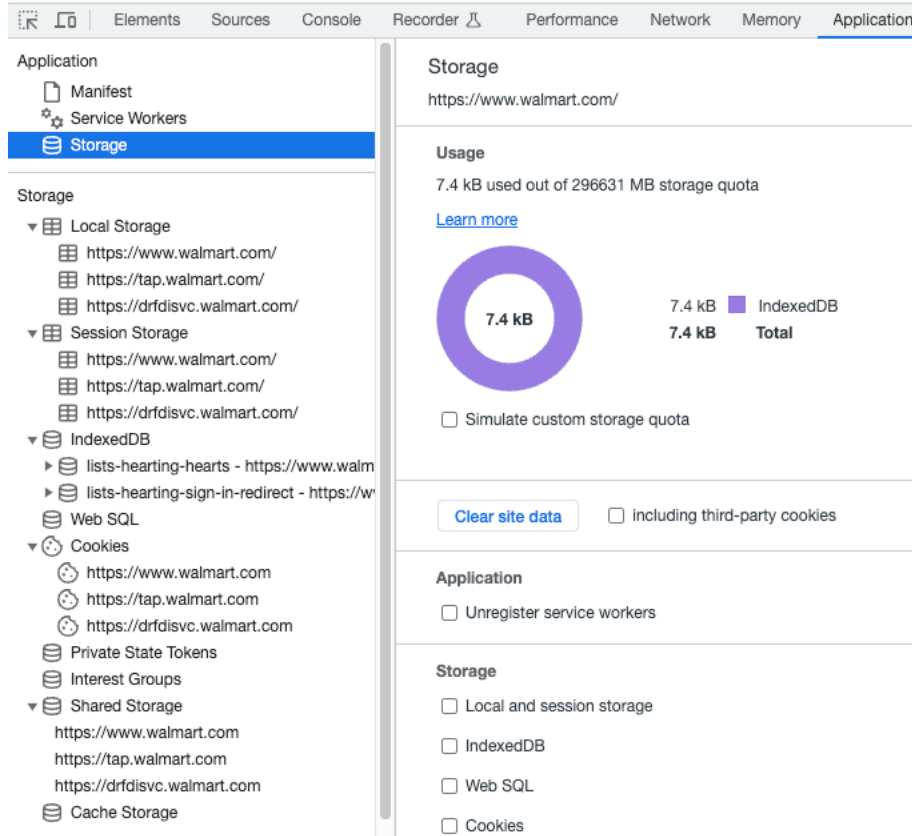 Elements Sources Console Recorder Performance Network Memory Application
Application
Manifest
Service Workers
Storage
Storage
Local Storage
https://www.walmart.com/
https://tap.walmart.com/
https://drfdisvc.walmart.com/
Session Storage
https://www.walmart.com/
https://tap.walmart.com/
https://drfdisvc.walmart.com/
IndexedDB
lists-hearting-hearts - https://www.walm
lists-hearting-sign-in-redirect - https://w
Web SQL
Cookies
https://www.walmart.com
https://tap.walmart.com
https://drfdisvc.walmart.com
Private State Tokens
Interest Groups
Shared Storage
https://www.walmart.com
https://tap.walmart.com
https://drfdisvc.walmart.com
Cache Storage
Storage
https://www.walmart.com/
Usage
7.4 kB used out of 296631 MB storage quota
Learn more
7.4 kB
7.4 kB IndexedDB
7.4 kB Total
Simulate custom storage quota
Clear site data including third-party cookies
Application
Unregister service workers
Storage
Local and session storage
IndexedDB
Web SQL
Cookies